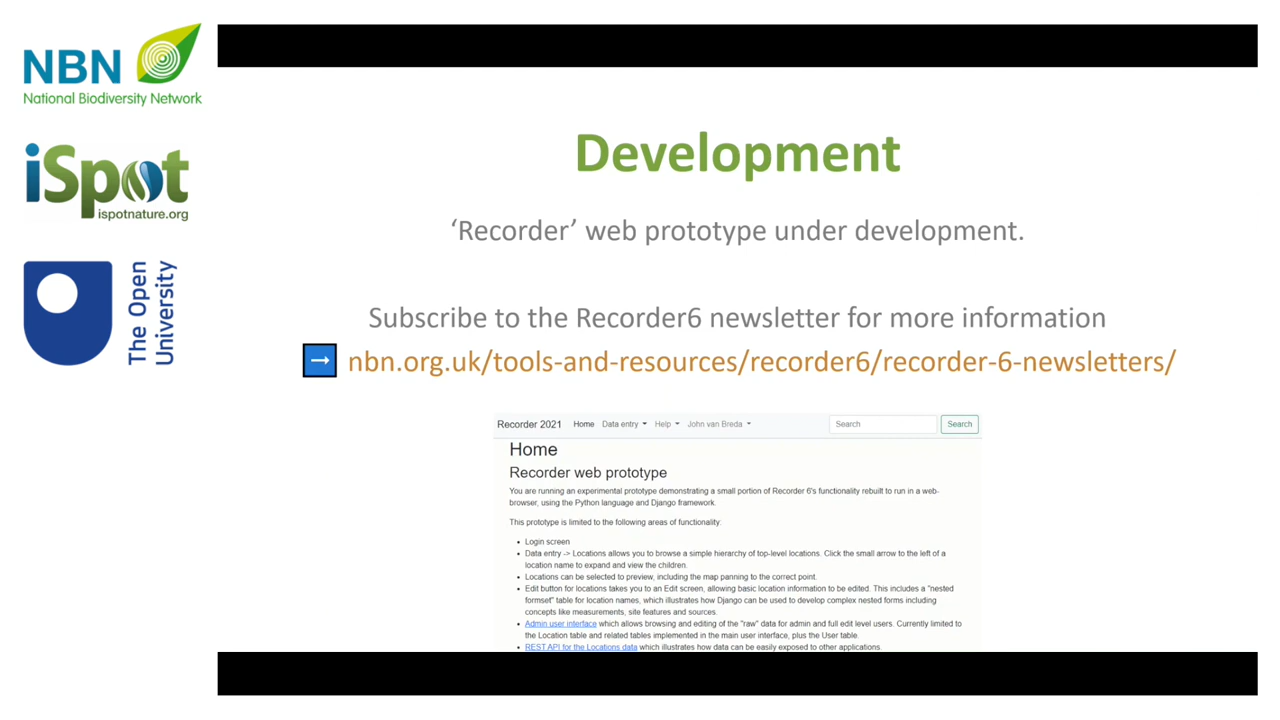 NBN
National Biodiversity Network
iSpot
ispotnature.org
The Open
University
Development
‘Recorder’ web prototype under development.
Subscribe to the Recorder6 newsletter for more information
→ nbn.org.uk/tools-and-resources/recorder6/recorder-6-newsletters/
Recorder 2021 Home Data entry Help John van Breda Search Search
Home
Recorder web prototype
You are running an experimental prototype demonstrating a small portion of Recorder 6's functionality rebuilt to run in a web-
browser, using the Python language and Django framework.
This prototype is limited to the following areas of functionality:
• Login screen
• Data entry -> Locations allows you to browse a simple hierarchy of top-level locations. Click the small arrow to the left of a
location name to expand and view the children.
• Locations can be selected to preview, including the map panning to the correct point.
• Edit button for locations takes you to an Edit screen, allowing basic location information to be edited. This includes a "nested
formset" table for location names, which illustrates how Django can be used to develop complex nested forms including
concepts like measurements, site features and sources.
• Admin user interface which allows browsing and editing of the "raw" data for admin and full edit level users. Currently limited to
the Location table and related tables implemented in the main user interface, plus the User table.
• REST API for the Locations data which illustrates how data can be easily exposed to other applications.